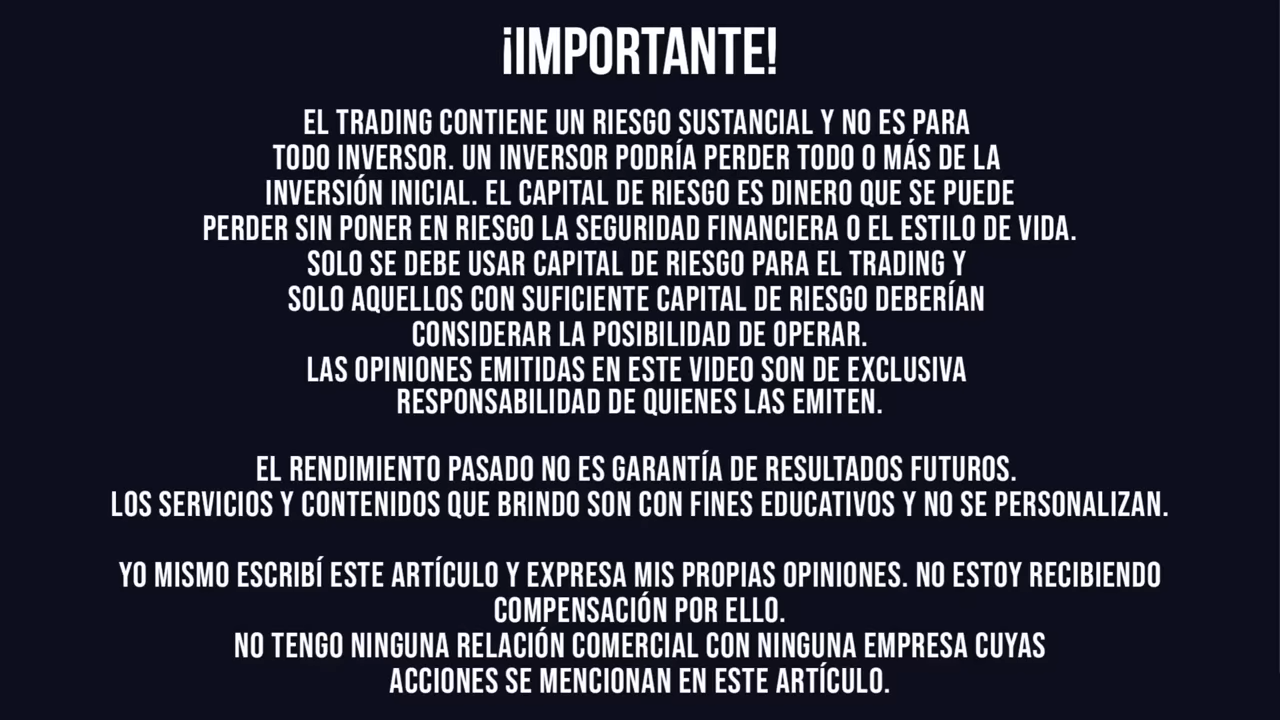 ¡IMPORTANTE!
EL TRADING CONTIENE UN RIESGO SUSTANCIAL Y NO ES PARA
TODO INVERSOR. UN INVERSOR PODRÍA PERDER TODO O MÁS DE LA
INVERSIÓN INICIAL. EL CAPITAL DE RIESGO ES DINERO QUE SE PUEDE
PERDER SIN PONER EN RIESGO LA SEGURIDAD FINANCIERA O EL ESTILO DE VIDA.
SOLO SE DEBE USAR CAPITAL DE RIESGO PARA EL TRADING Y
SOLO AQUELLOS CON SUFICIENTE CAPITAL DE RIESGO DEBERÍAN
CONSIDERAR LA POSIBILIDAD DE OPERAR.
LAS OPINIONES EMITIDAS EN ESTE VIDEO SON DE EXCLUSIVA
RESPONSABILIDAD DE QUIENES LAS EMITEN.
EL RENDIMIENTO PASADO NO ES GARANTÍA DE RESULTADOS FUTUROS.
LOS SERVICIOS Y CONTENIDOS QUE BRINDO SON CON FINES EDUCATIVOS Y NO SE PERSONALIZAN.
YO MISMO ESCRIBÍ ESTE ARTÍCULO Y EXPRESA MIS PROPIAS OPINIONES. NO ESTOY RECIBIENDO
COMPENSACIÓN POR ELLO.
NO TENGO NINGUNA RELACIÓN COMERCIAL CON NINGUNA EMPRESA CUYAS
ACCIONES SE MENCIONAN EN ESTE ARTÍCULO.